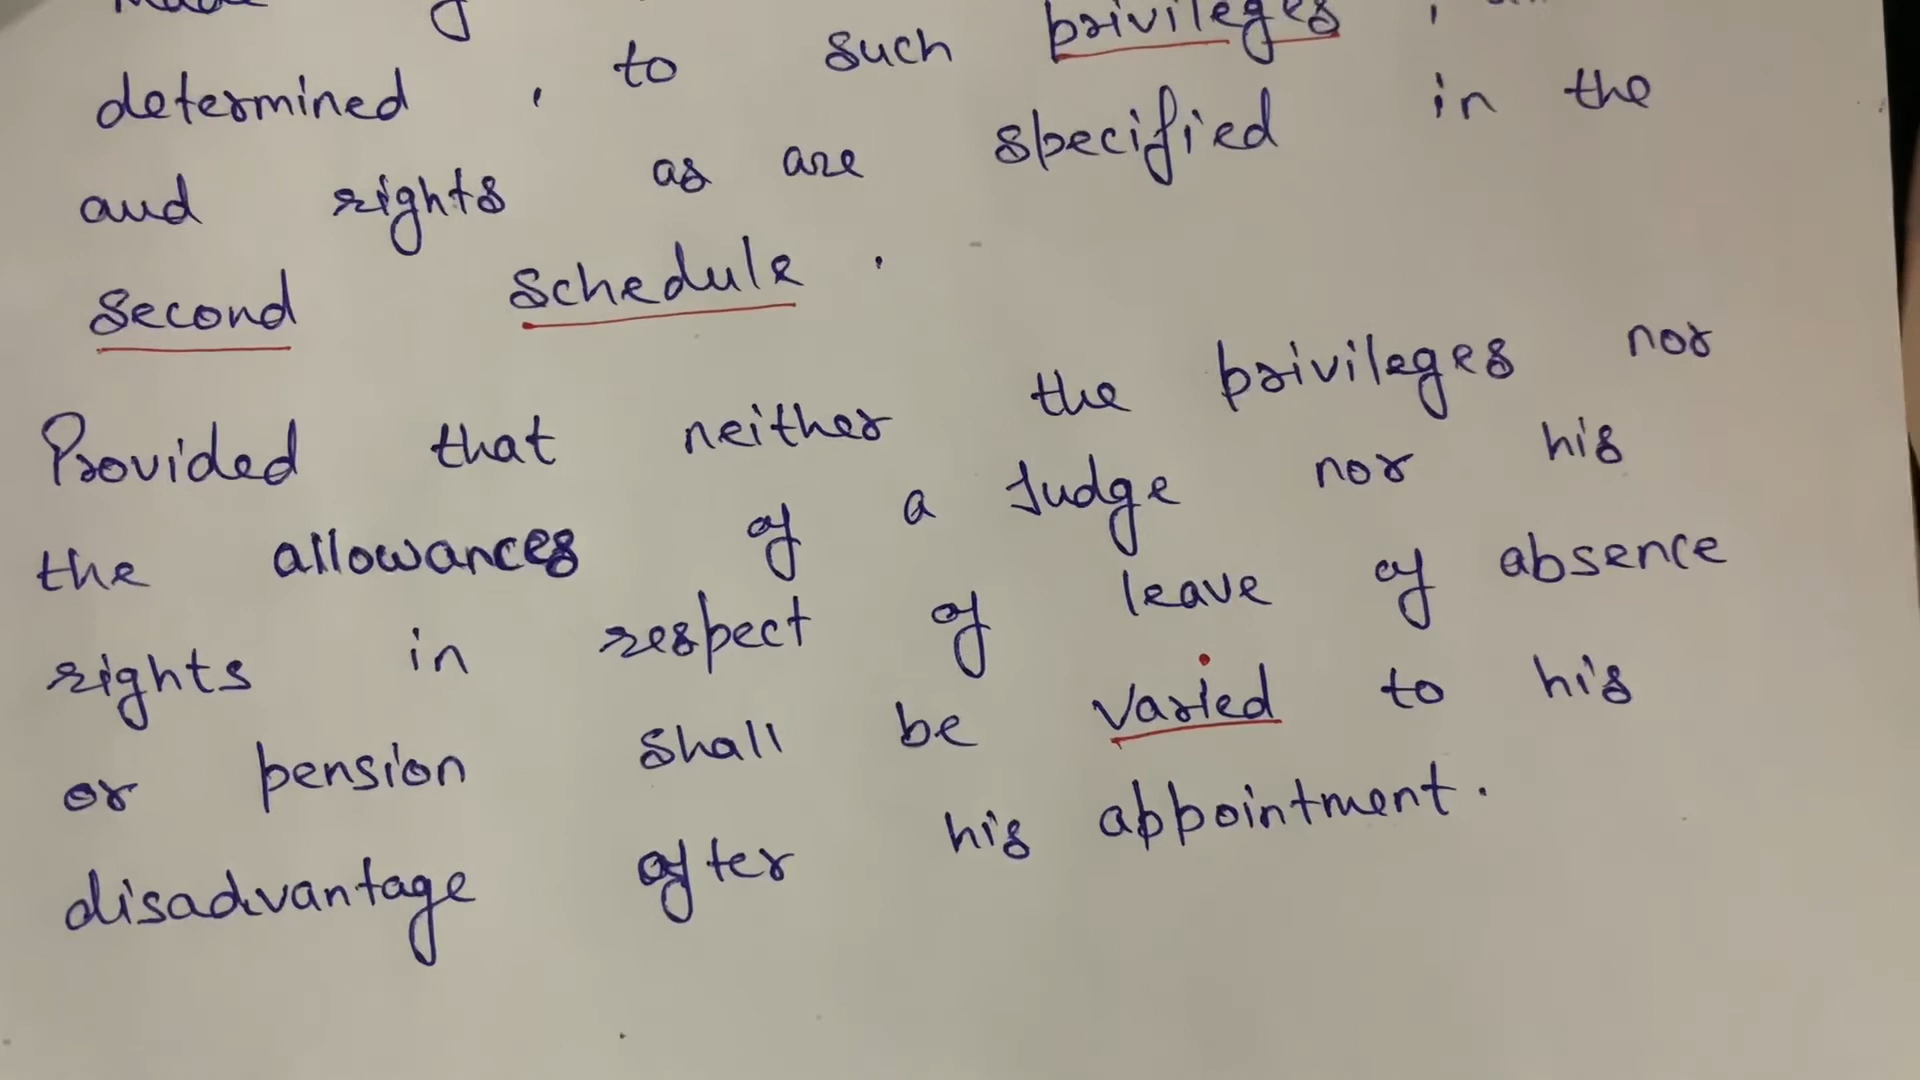 determined , to such privileges ,
and rights as are specified in the
Second Schedule .
Provided that neither the privileges nor
the allowances of a Judge nor his
rights in respect of leave of absence
or pension shall be varied to his
disadvantage after his appointment.